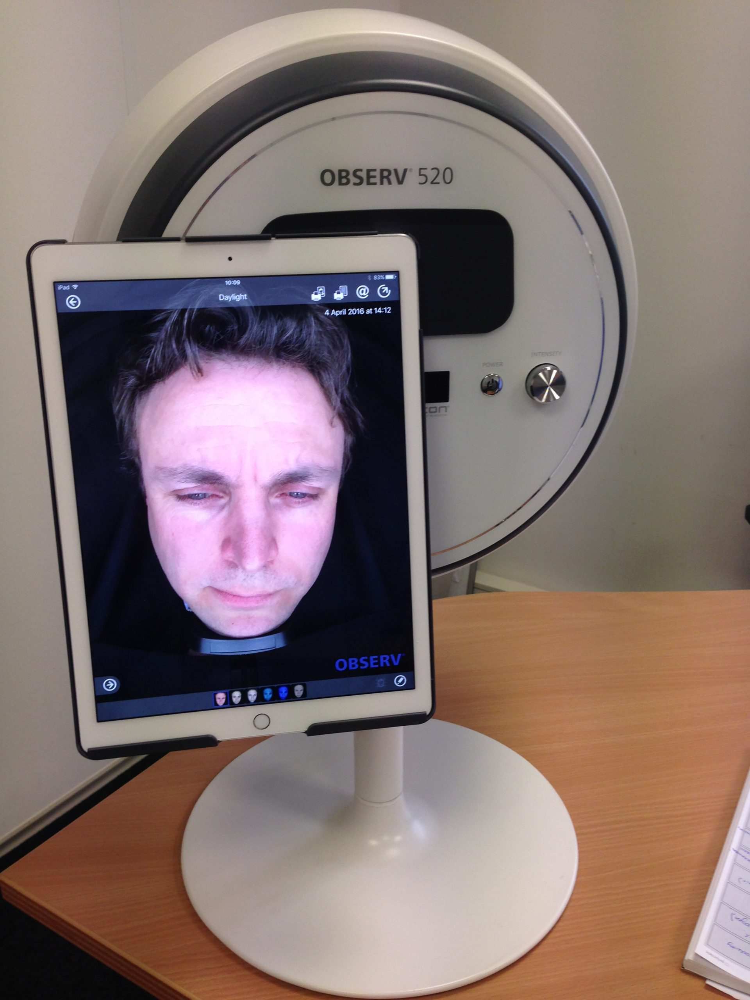 OBSERV® 520
iPad
10:09
83%
Daylight
4 April 2016 at 14:12
INTENSITY
POWER
OBSERV®